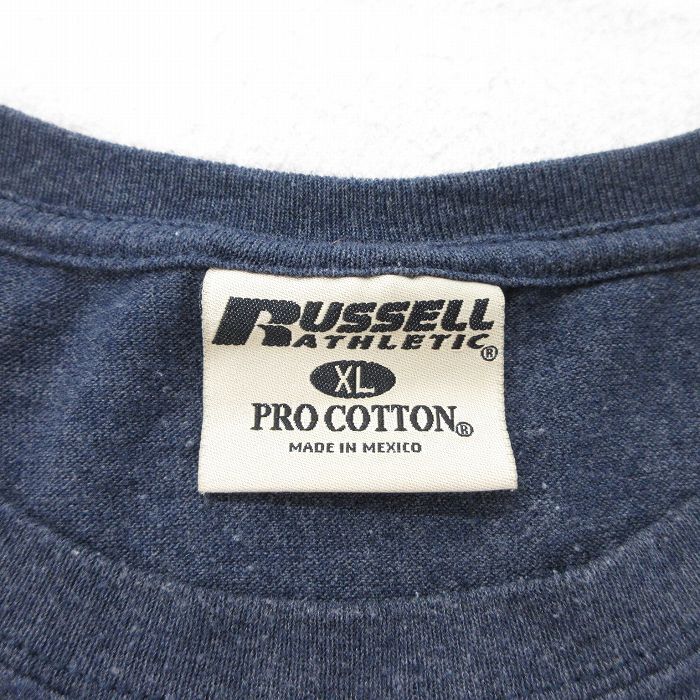 RUSSELL
ATHLETIC®
XL
PRO COTTON®
MADE IN MEXICO